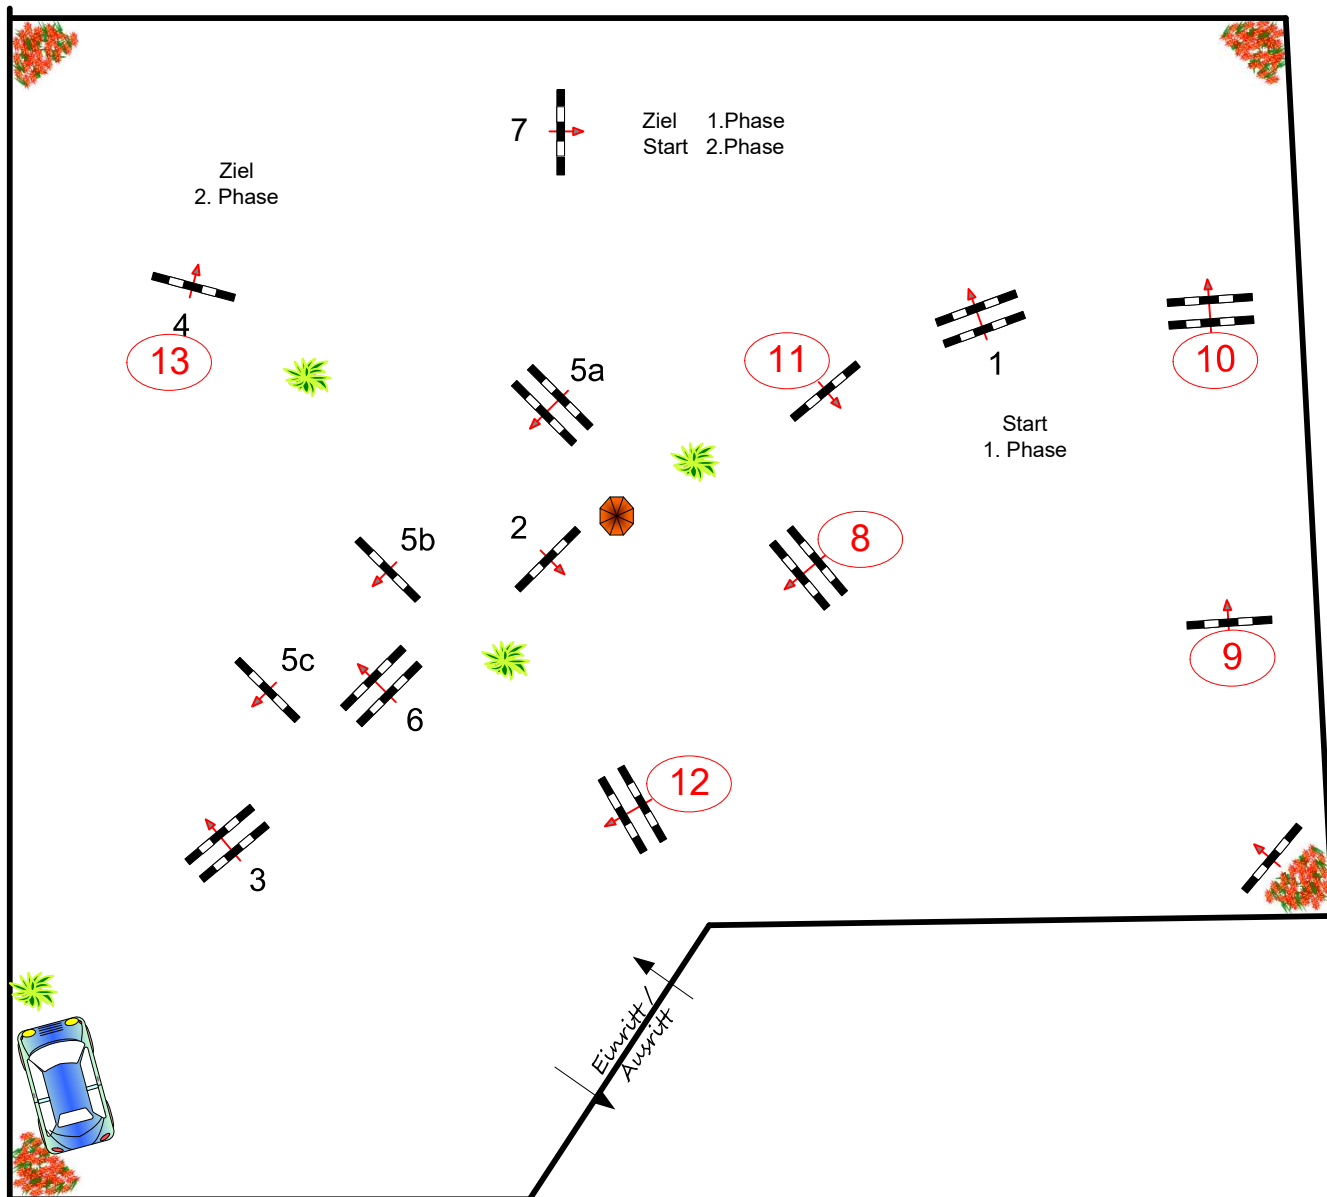 7
Ziel 1.Phase
Start 2.Phase
Ziel
2. Phase
4
13
5a
11
1
10
Start
1. Phase
5b
2
8
5c
6
9
12
3
Einritt/
Ausritt